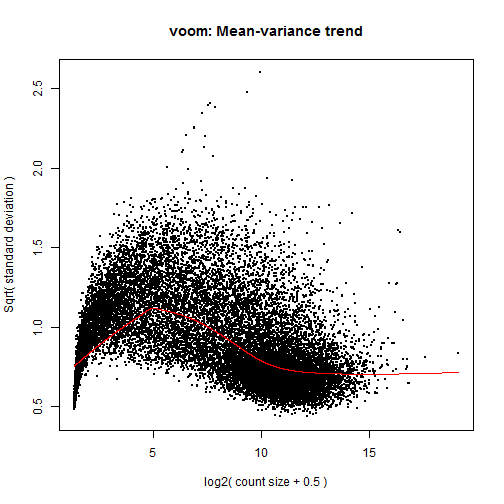 voom: Mean-variance trend
Sqrt( standard deviation )
2.5
2.0
1.5
1.0
0.5
5
10
15
log2( count size + 0.5 )